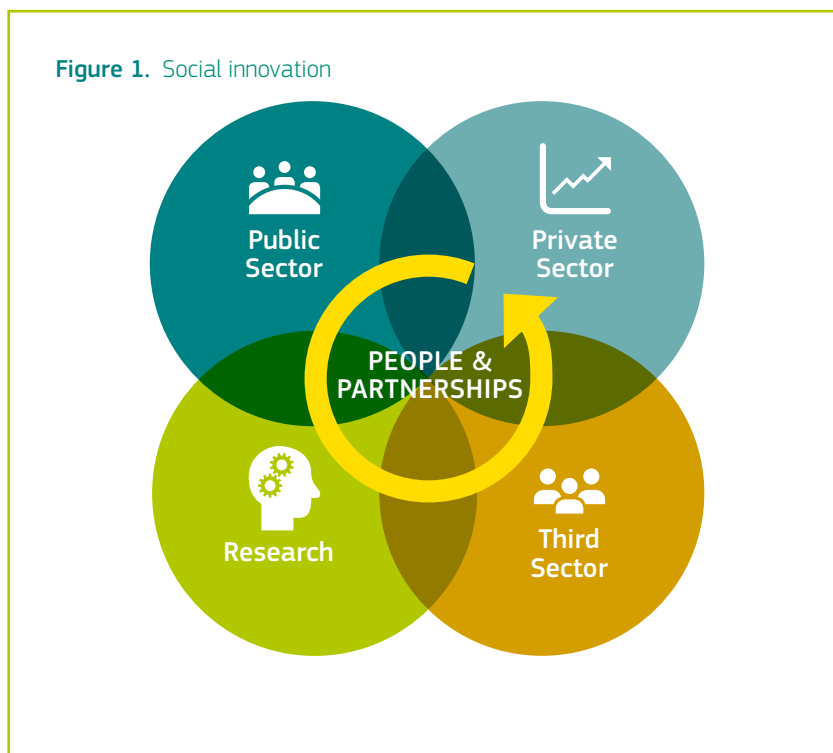 Figure 1. Social innovation
Public
Sector
Private
Sector
PEOPLE &
PARTNERSHIPS
Research
Third
Sector